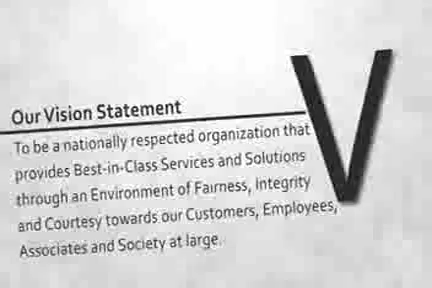 Our Vision Statement
V
To be a nationally respected organization that
provides Best-in-Class Services and Solutions
through an Environment of Fairness, Integrity
and Courtesy towards our Customers, Employees,
Associates and Society at large.